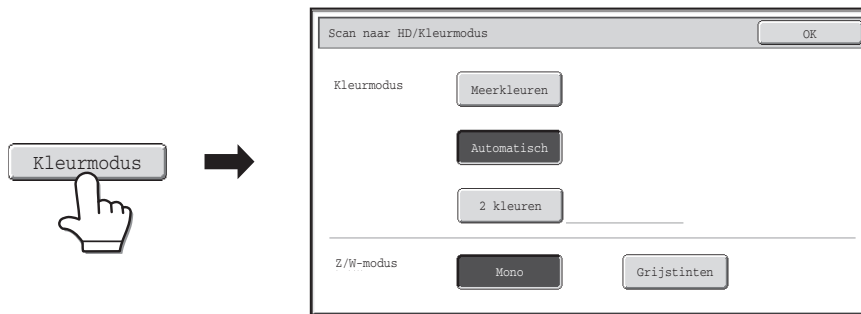 Scan naar HD/Kleurmodus OK
Kleurmodus Meerkleuren
Automatisch
2 kleuren
Z/W-modus Mono Grijstinten
Kleurmodus